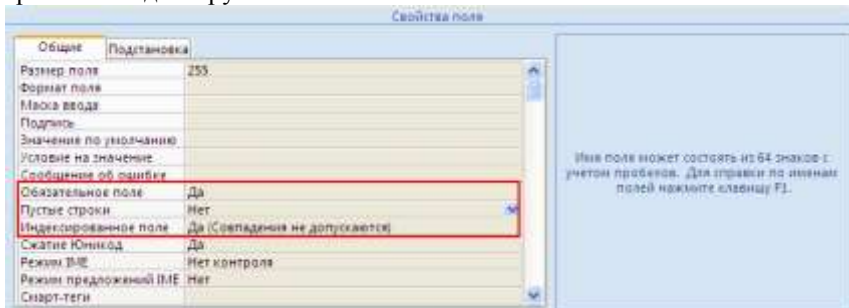 Свойства поля
Общие Подстановка
Размер поля 255
Формат поля
Маска ввода
Подпись
Значение по умолчанию
Условие на значение
Сообщение об ошибке
Обязательное поле Да
Пустые строки Нет
Индексированное поле Да (Совпадения не допускаются)
Сжатие Юникод Да
Режим IME Нет контроля
Режим предложений IME Нет
Смарт-теги
Имя поля может состоять из 64 знаков с
учетом пробелов. Для справки по именам
полей нажмите клавишу F1.